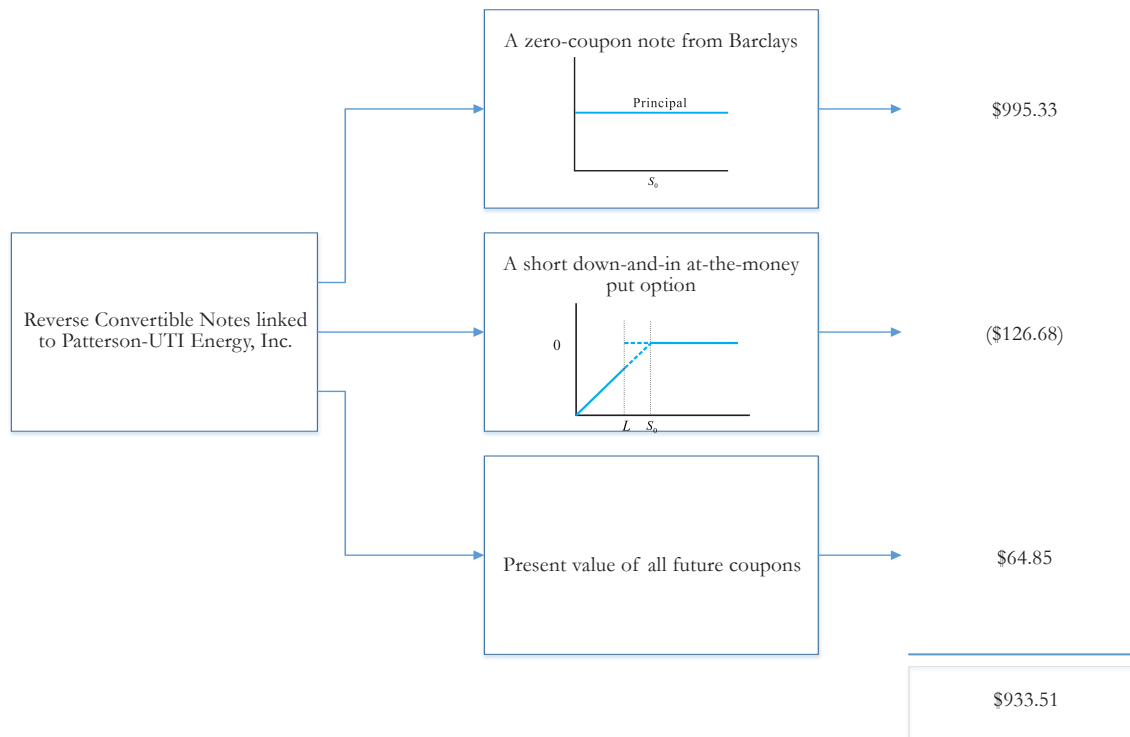 A zero-coupon note from Barclays
Principal
S₀
$995.33
Reverse Convertible Notes linked
to Patterson-UTI Energy, Inc.
A short down-and-in at-the-money
put option
0
L S₀
($126.68)
Present value of all future coupons
$64.85
$933.51